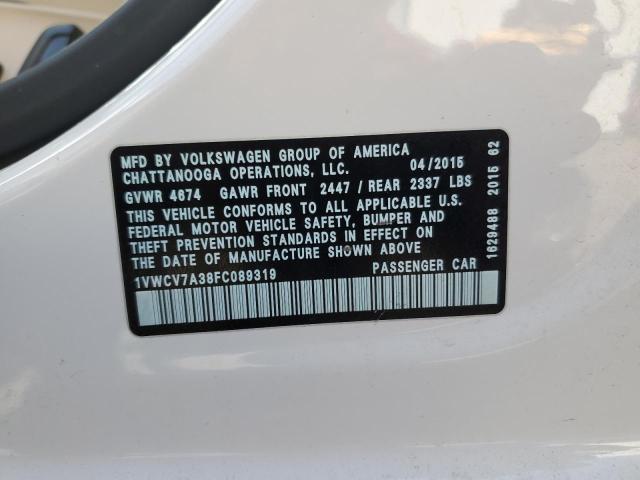 MFD BY VOLKSWAGEN GROUP OF AMERICA
CHATTANOOGA OPERATIONS, LLC. 04/2015
GVWR 4674 GAWR FRONT 2447/REAR 2337 LBS
THIS VEHICLE CONFORMS TO ALL APPLICABLE U.S.
FEDERAL MOTOR VEHICLE SAFETY, BUMPER AND
THEFT PREVENTION STANDARDS IN EFFECT ON
THE DATE OF MANUFACTURE SHOWN ABOVE
1VWCV7A38FC089319 PASSENGER CAR
1629488 2015 62